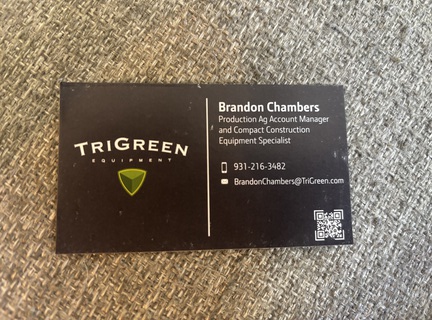 TRIGREEN
EQUIPMENT
Brandon Chambers
Production Ag Account Manager
and Compact Construction
Equipment Specialist
931-216-3482
BrandonChambers@TriGreen.com